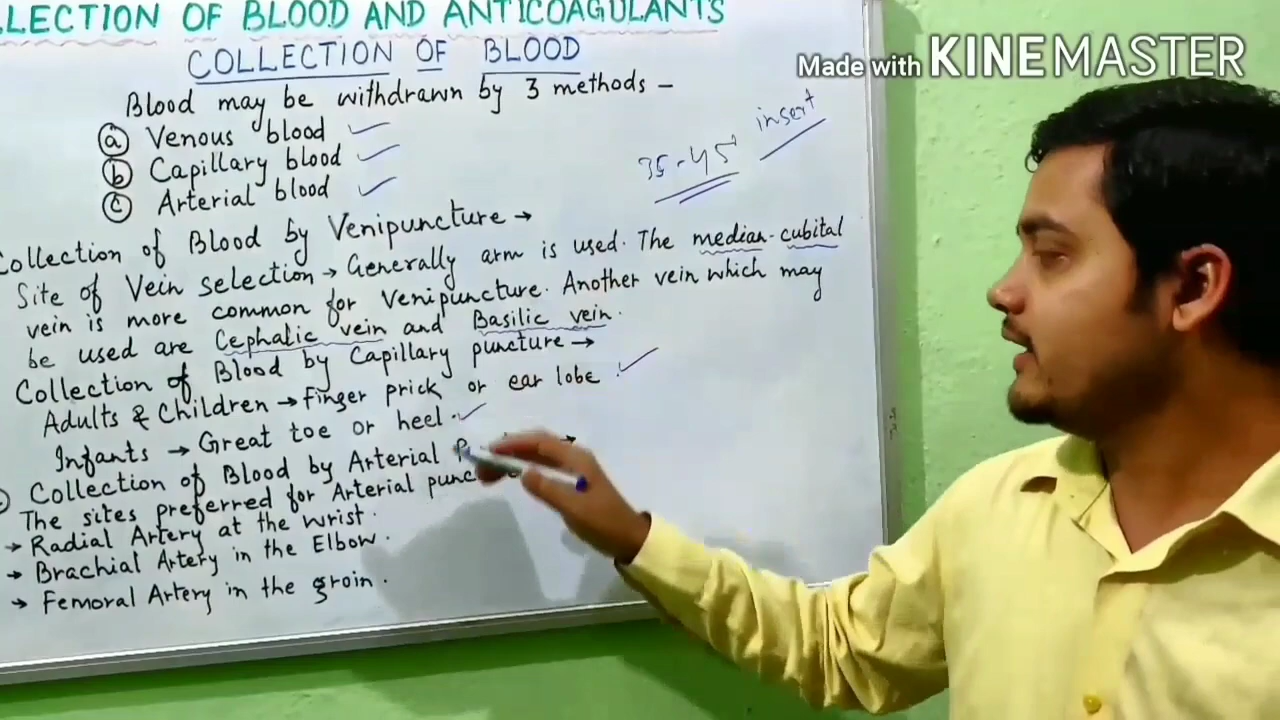 LLECTION OF BLOOD AND ANTICOAGULANTS
Made with KINEMASTER
COLLECTION OF BLOOD
Blood may be withdrawn by 3 methods –
(a) Venous blood ✓
(b) Capillary blood ✓
(c) Arterial blood ✓
35-45° insert
Collection of Blood by Venipuncture →
Site of Vein selection → Generally arm is used. The median-cubital
vein is more common for Venipuncture. Another vein which may
be used are Cephalic vein and Basilic vein.
Collection of Blood by Capillary puncture →
Adults & Children → Finger prick or ear lobe. ✓
Infants → Great toe or heel. ✓
Collection of Blood by Arterial →
The sites preferred for Arterial punc
→ Radial Artery at the wrist.
→ Brachial Artery in the Elbow.
→ Femoral Artery in the groin.